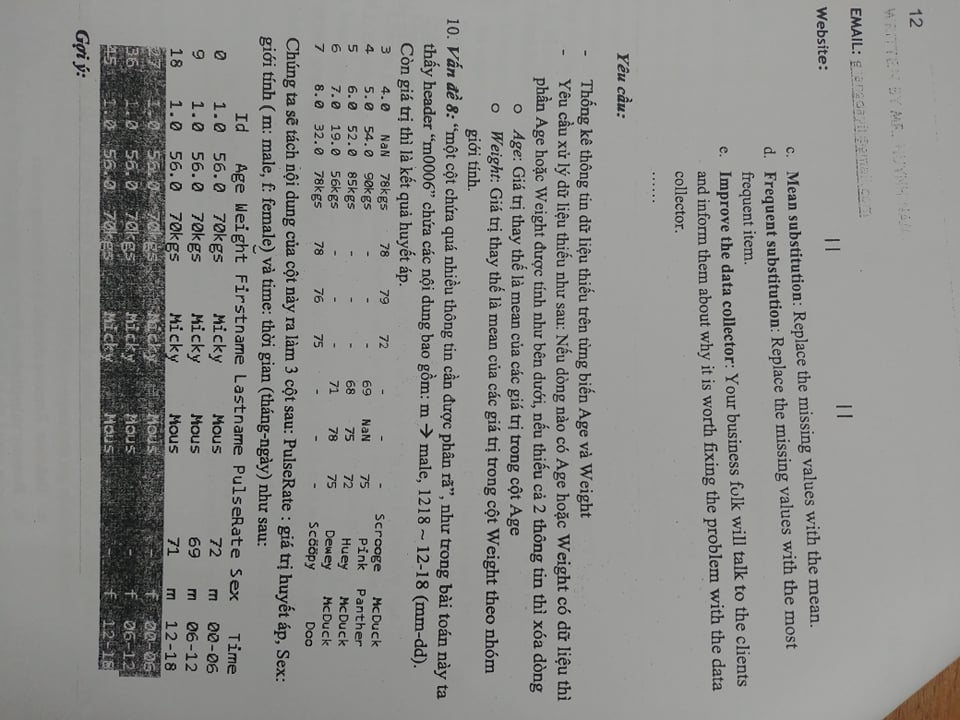 12
EMAIL:
Website:
c. Mean substitution: Replace the missing values with the mean.
d. Frequent substitution: Replace the missing values with the most
frequent item.
e. Improve the data collector: Your business folk will talk to the clients
and inform them about why it is worth fixing the problem with the data
collector.
......
Yêu cầu:
- Thống kê thông tin dữ liệu thiếu trên từng biến Age và Weight
- Yêu cầu xử lý dữ liệu thiếu như sau: Nếu dòng nào có Age hoặc Weight có dữ liệu thì
phần Age hoặc Weight được tính như bên dưới, nếu thiếu cả 2 thông tin thì xóa dòng
o Age: Giá trị thay thế là mean của các giá trị trong cột Age
o Weight: Giá trị thay thế là mean của các giá trị trong cột Weight theo nhóm
giới tính.
10. Vấn đề 8: "một cột chứa quá nhiều thông tin cần được phân rã", như trong bài toán này ta
thấy header "m0006" chứa các nội dung bao gồm: m → male, 1218 ~ 12-18 (mm-dd).
Còn giá trị thì là kết quả huyết áp.
3 4.0 NaN 78kgs 78 79 72 - - - Scrooge McDuck
4 5.0 54.0 90kgs - - - 69 NaN 75 Pink Panther
5 6.0 52.0 85kgs - - - 68 75 72 Huey McDuck
6 7.0 19.0 56kgs - - - 71 78 75 Dewey McDuck
7 8.0 32.0 78kgs 78 76 75 - - - Scööpy Doo
Chúng ta sẽ tách nội dung của cột này ra làm 3 cột sau: PulseRate : giá trị huyết áp, Sex:
giới tính ( m: male, f: female) và time: thời gian (tháng-ngày) như sau:
Id Age Weight Firstname Lastname PulseRate Sex Time
0 1.0 56.0 70kgs Micky Mous 72 m 00-06
9 1.0 56.0 70kgs Micky Mous 69 m 06-12
18 1.0 56.0 70kgs Micky Mous 71 m 12-18
27 1.0 56.0 70kgs Micky Mous - f 00-06
36 1.0 56.0 70kgs Micky Mous - f 06-12
45 1.0 56.0 70kgs Micky Mous - f 12-18
Gợi ý: